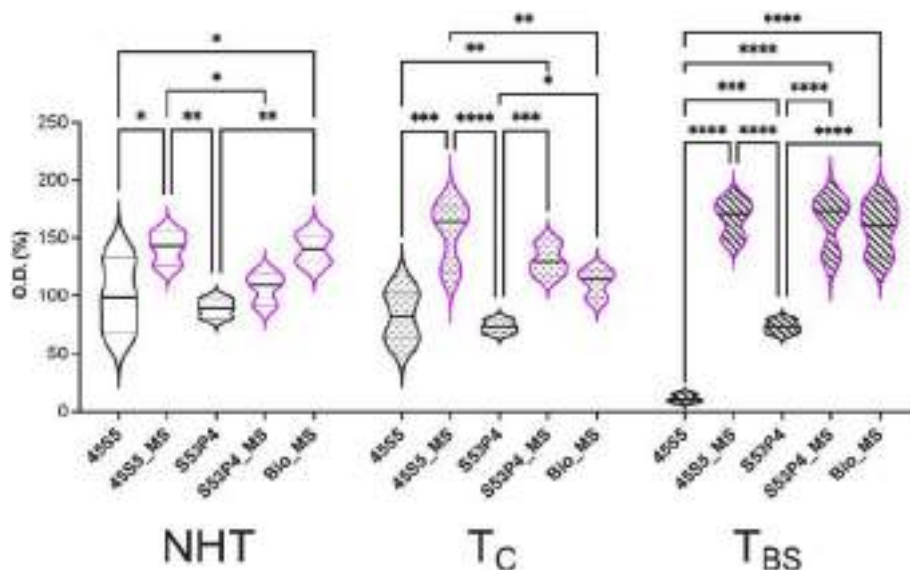 ****
**
****
*
**
****
*
*
***
****
*
**
**
***
****
***
****
****
****
250
200
150
100
50
0
O.D. (%)
45S5
45S5_MS
S53P4
S53P4_MS
Bio_MS
45S5
45S5_MS
S53P4
S53P4_MS
Bio_MS
45S5
45S5_MS
S53P4
S53P4_MS
Bio_MS
NHT
TC
TBS